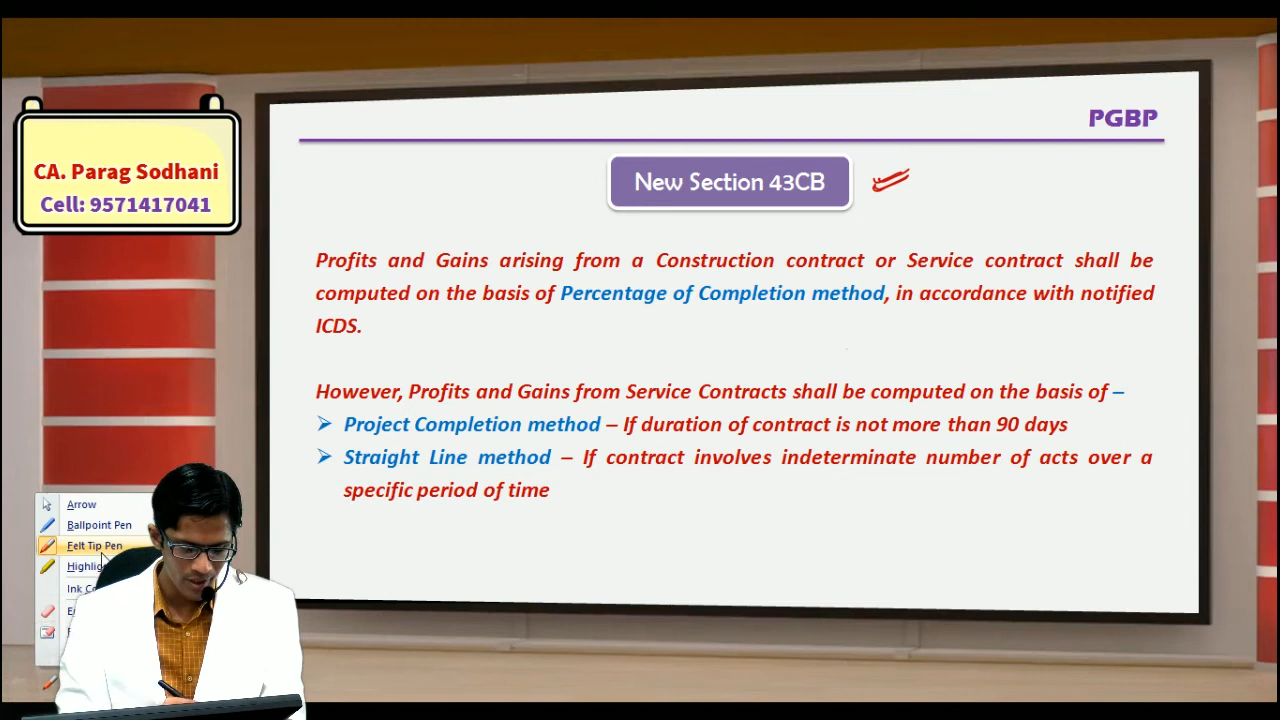 PGBP
CA. Parag Sodhani
Cell: 9571417041
New Section 43CB
Profits and Gains arising from a Construction contract or Service contract shall be
computed on the basis of Percentage of Completion method, in accordance with notified
ICDS.
However, Profits and Gains from Service Contracts shall be computed on the basis of –
➢ Project Completion method – If duration of contract is not more than 90 days
➢ Straight Line method – If contract involves indeterminate number of acts over a
specific period of time
Arrow
Ballpoint Pen
Felt Tip Pen
Ink